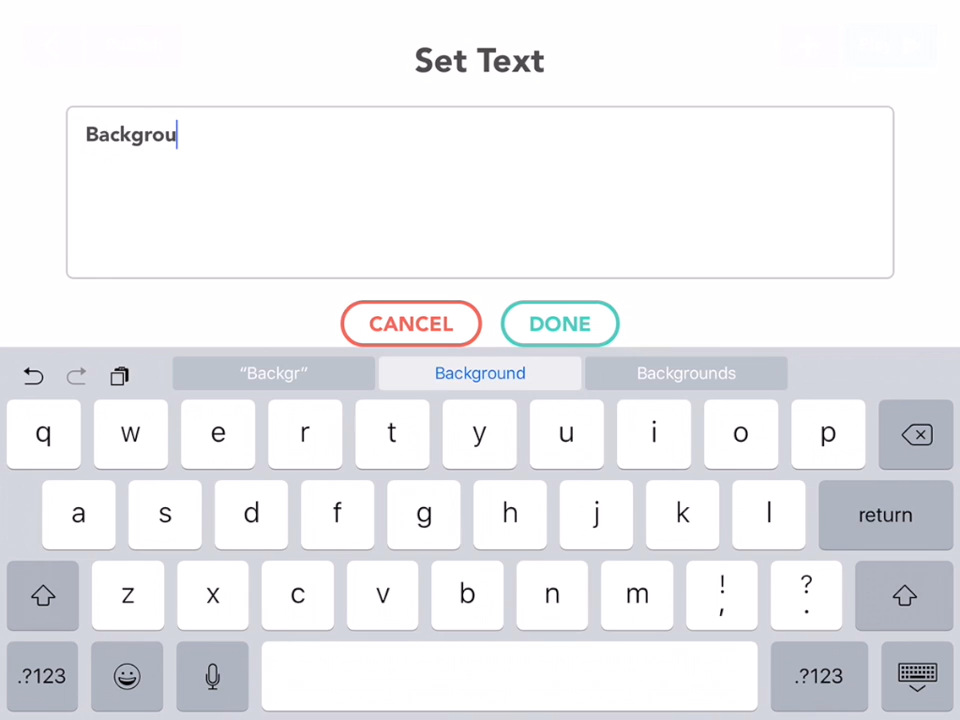 Set Text
Backgrou
CANCEL
DONE
“Backgr“
Background
Backgrounds
q w e r t y u i o p
a s d f g h j k l return
z x c v b n m ! , ? .
.?123 .?123